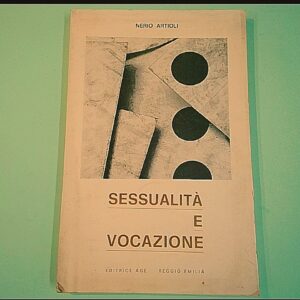 NERIO ARTIOLI
SESSUALITÀ
E
VOCAZIONE
EDITRICE AGE REGGIO EMILIA